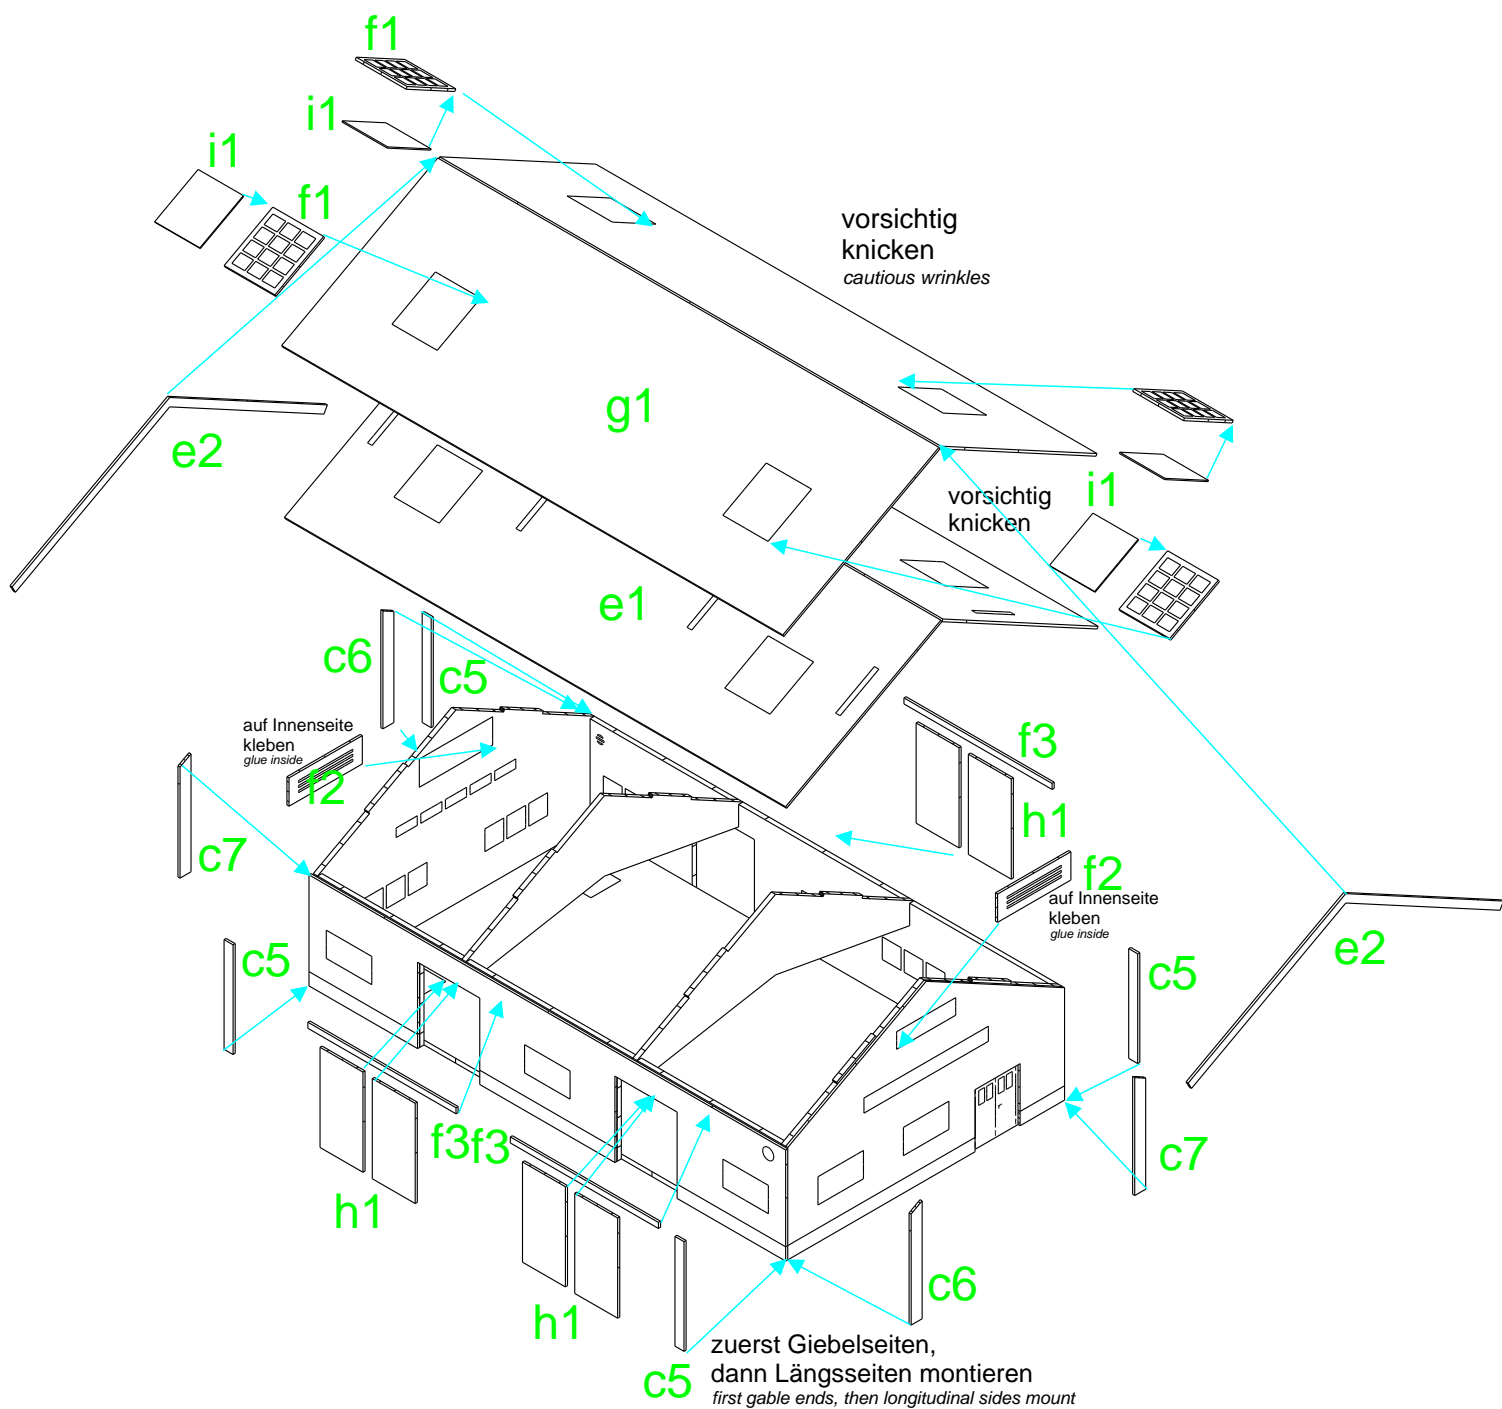 f1
i1
i1
f1
vorsichtig
knicken
cautious wrinkles
g1
e2
vorsichtig
knicken
i1
e1
c6
c5
auf Innenseite
kleben
glue inside
f2
f3
h1
c7
f2
auf Innenseite
kleben
glue inside
c5
e2
c5
f3
f3
c7
h1
c6
h1
zuerst Giebelseiten,
dann Längsseiten montieren
first gable ends, then longitudinal sides mount
c5